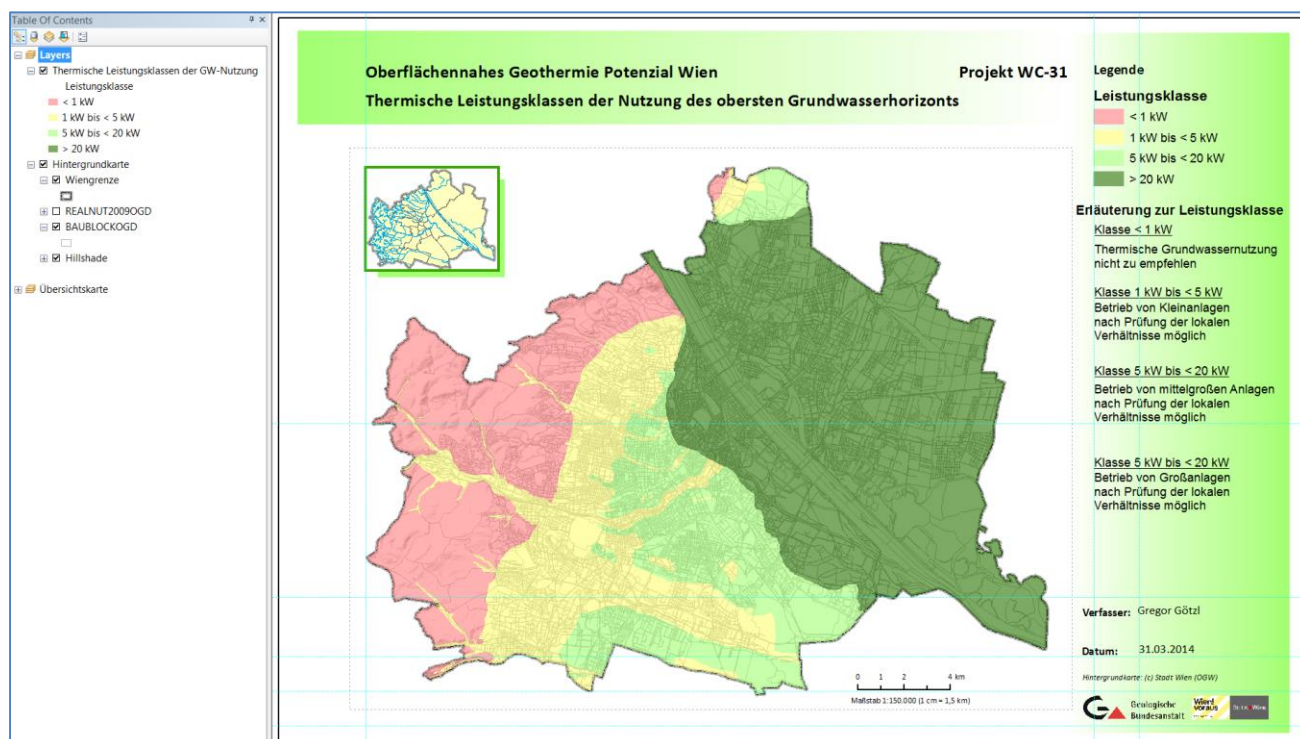 Table Of Contents
Layers
Thermische Leistungsklassen der GW-Nutzung
Leistungsklasse
< 1 kW
1 kW bis < 5 kW
5 kW bis < 20 kW
> 20 kW
Hintergrundkarte
Wiengrenze
REALNUT2009OGD
BAUBLOCKOGD
Hillshade
Übersichtskarte
Oberflächennahes Geothermie Potenzial Wien
Projekt WC-31
Thermische Leistungsklassen der Nutzung des obersten Grundwasserhorizonts
Legende
Leistungsklasse
< 1 kW
1 kW bis < 5 kW
5 kW bis < 20 kW
> 20 kW
Erläuterung zur Leistungsklasse
Klasse < 1 kW
Thermische Grundwassernutzung
nicht zu empfehlen
Klasse 1 kW bis < 5 kW
Betrieb von Kleinanlagen
nach Prüfung der lokalen
Verhältnisse möglich
Klasse 5 kW bis < 20 kW
Betrieb von mittelgroßen Anlagen
nach Prüfung der lokalen
Verhältnisse möglich
Klasse 5 kW bis < 20 kW
Betrieb von Großanlagen
nach Prüfung der lokalen
Verhältnisse möglich
0 1 2 4 km
Maßstab 1:150.000 (1 cm = 1,5 km)
Verfasser: Gregor Götzl
Datum: 31.03.2014
Hintergrundkarte: (c) Stadt Wien (OGW)
Geologische
Bundesanstalt
Wien!
voraus